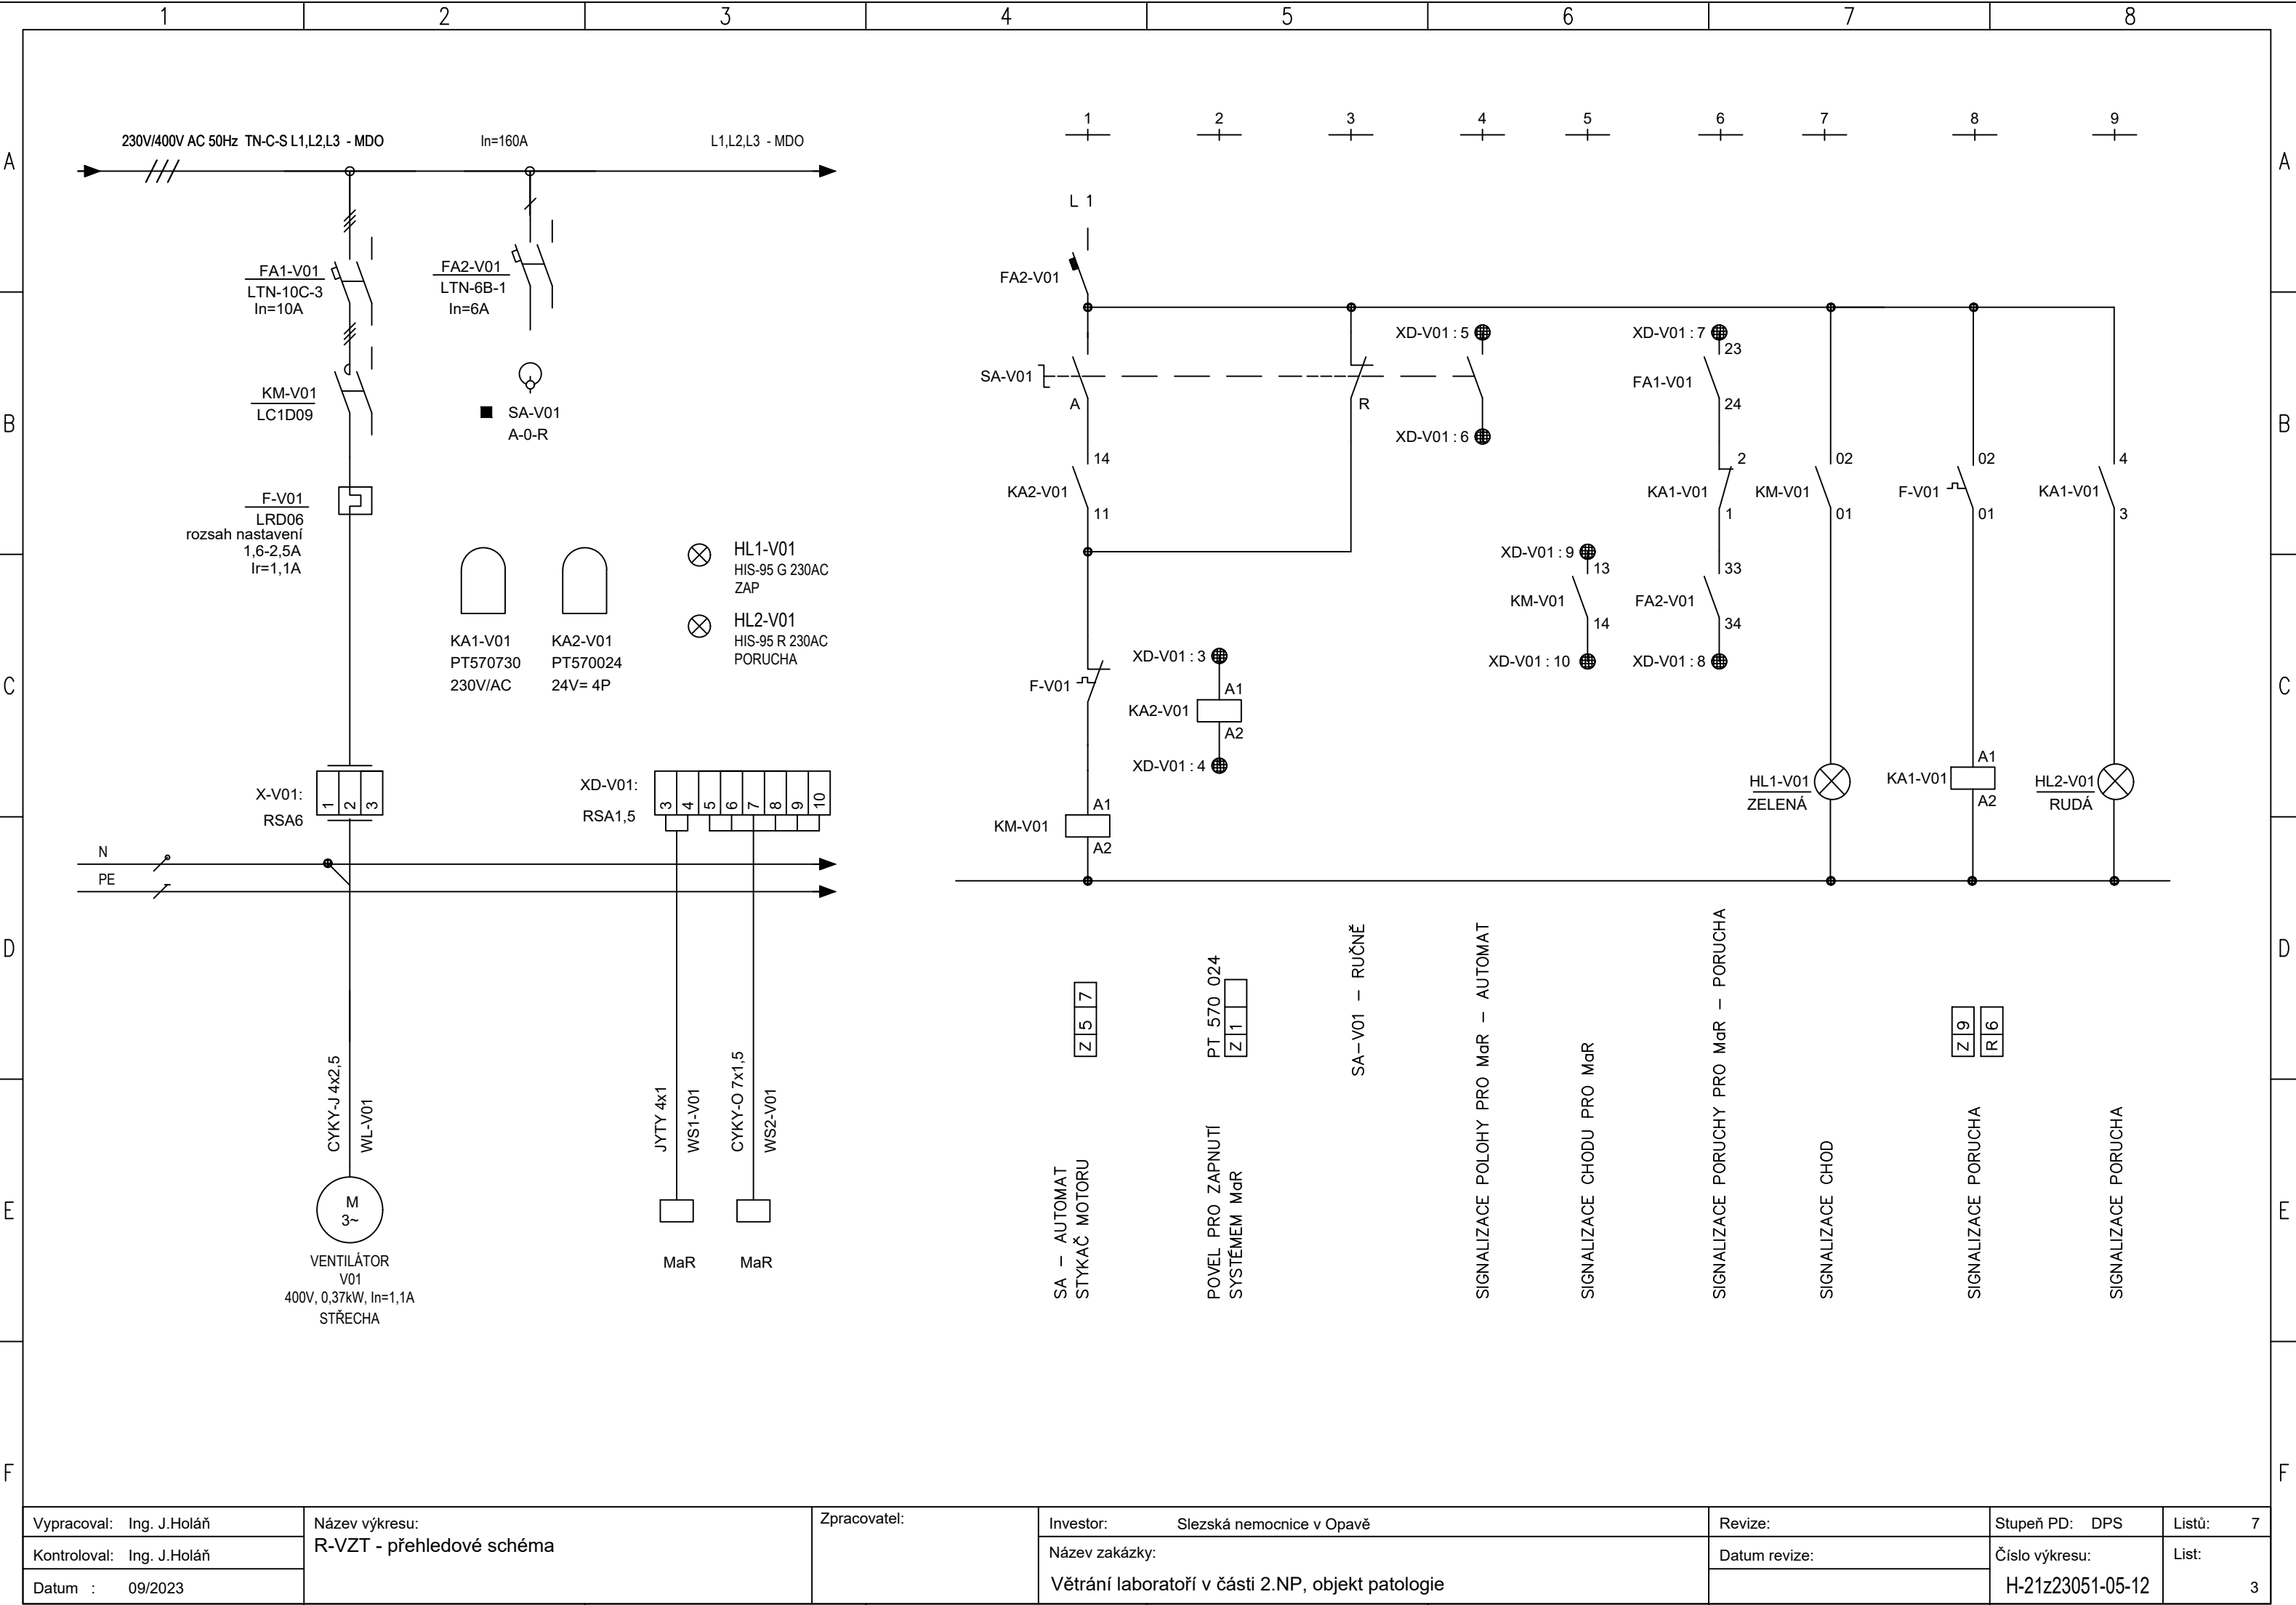 1 2 3 4 5 6 7 8
A
B
C
D
E
F
230V/400V AC 50Hz TN-C-S L1,L2,L3 - MDO
In=160A
L1,L2,L3 - MDO
FA1-V01
LTN-10C-3
In=10A
FA2-V01
LTN-6B-1
In=6A
KM-V01
LC1D09
SA-V01
A-0-R
F-V01
LRD06
rozsah nastavení
1,6-2,5A
Ir=1,1A
KA1-V01
PT570730
230V/AC
KA2-V01
PT570024
24V= 4P
HL1-V01
HIS-95 G 230AC
ZAP
HL2-V01
HIS-95 R 230AC
PORUCHA
X-V01:
RSA6
1 2 3
XD-V01:
RSA1,5
3 4 5 6 7 8 9 10
N
PE
CYKY-J 4x2,5
WL-V01
JYTY 4x1
WS1-V01
CYKY-O 7x1,5
WS2-V01
M
3~
VENTILÁTOR
V01
400V, 0,37kW, In=1,1A
STŘECHA
MaR
MaR
1 2 3 4 5 6 7 8 9
L 1
FA2-V01
SA-V01
A
R
14
KA2-V01
11
F-V01
A1
KM-V01
A2
XD-V01 : 3
A1
KA2-V01
A2
XD-V01 : 4
XD-V01 : 5
XD-V01 : 6
XD-V01 : 9
13
KM-V01
14
XD-V01 : 10
XD-V01 : 7
23
FA1-V01
24
2
KA1-V01
1
33
FA2-V01
34
XD-V01 : 8
02
KM-V01
01
HL1-V01
ZELENÁ
02
F-V01
01
A1
KA1-V01
A2
4
KA1-V01
3
HL2-V01
RUDÁ
Z 5 7
SA - AUTOMAT
STYKAČ MOTORU
PT 570 024
Z 1
POVEL PRO ZAPNUTÍ
SYSTÉMEM MaR
SA-V01 - RUČNĚ
SIGNALIZACE POLOHY PRO MaR - AUTOMAT
SIGNALIZACE CHODU PRO MaR
SIGNALIZACE PORUCHY PRO MaR - PORUCHA
SIGNALIZACE CHOD
Z 9
R 6
SIGNALIZACE PORUCHA
SIGNALIZACE PORUCHA
A
B
C
D
E
F
Vypracoval: Ing. J.Holáň
Kontroloval: Ing. J.Holáň
Datum : 09/2023
Název výkresu:
R-VZT - přehledové schéma
Zpracovatel:
Investor: Slezská nemocnice v Opavě
Název zakázky:
Větrání laboratoří v části 2.NP, objekt patologie
Revize:
Datum revize:
Stupeň PD: DPS
Číslo výkresu:
H-21z23051-05-12
Listů: 7
List:
3